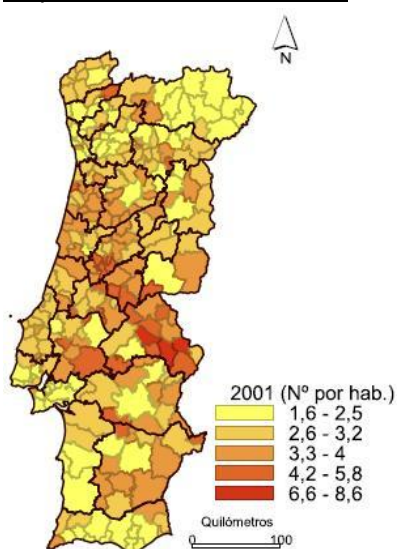 N
2001 (Nº por hab.)
1,6 - 2,5
2,6 - 3,2
3,3 - 4
4,2 - 5,8
6,6 - 8,6
Quilómetros
0 100